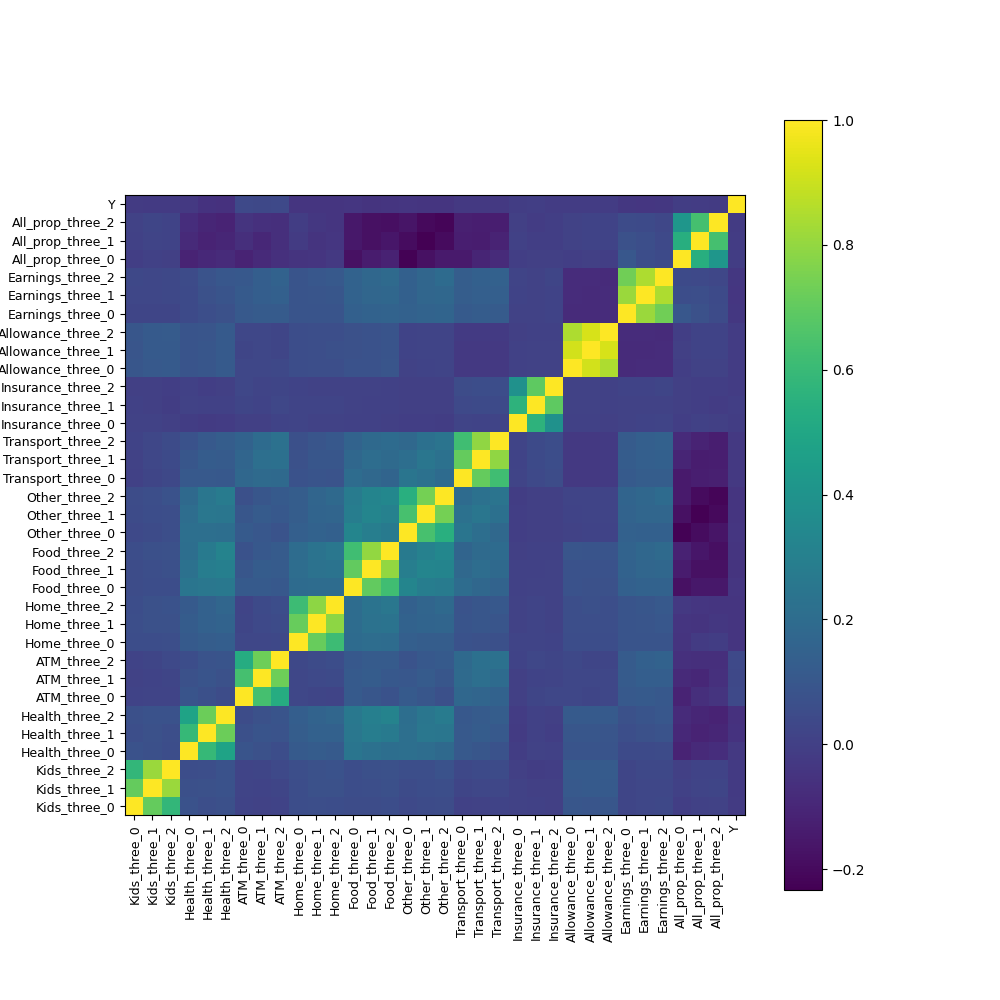 Y
All_prop_three_2
All_prop_three_1
All_prop_three_0
Earnings_three_2
Earnings_three_1
Earnings_three_0
Allowance_three_2
Allowance_three_1
Allowance_three_0
Insurance_three_2
Insurance_three_1
Insurance_three_0
Transport_three_2
Transport_three_1
Transport_three_0
Other_three_2
Other_three_1
Other_three_0
Food_three_2
Food_three_1
Food_three_0
Home_three_2
Home_three_1
Home_three_0
ATM_three_2
ATM_three_1
ATM_three_0
Health_three_2
Health_three_1
Health_three_0
Kids_three_2
Kids_three_1
Kids_three_0
Kids_three_0
Kids_three_1
Kids_three_2
Health_three_0
Health_three_1
Health_three_2
ATM_three_0
ATM_three_1
ATM_three_2
Home_three_0
Home_three_1
Home_three_2
Food_three_0
Food_three_1
Food_three_2
Other_three_0
Other_three_1
Other_three_2
Transport_three_0
Transport_three_1
Transport_three_2
Insurance_three_0
Insurance_three_1
Insurance_three_2
Allowance_three_0
Allowance_three_1
Allowance_three_2
Earnings_three_0
Earnings_three_1
Earnings_three_2
All_prop_three_0
All_prop_three_1
All_prop_three_2
Y
1.0
0.8
0.6
0.4
0.2
0.0
−0.2